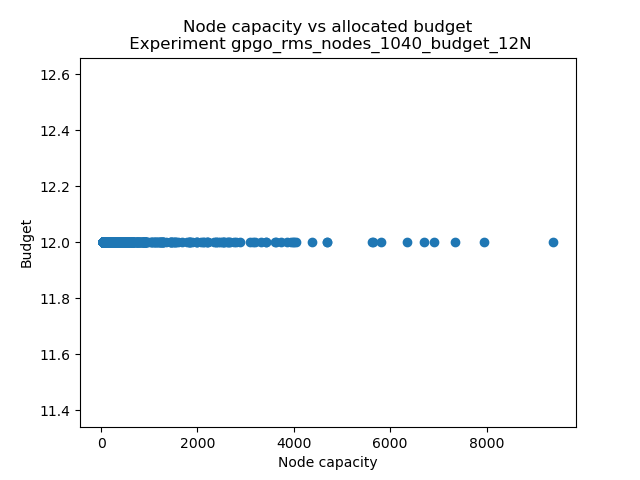 Node capacity vs allocated budget
Experiment gpgo_rms_nodes_1040_budget_12N
12.6
12.4
12.2
12.0
11.8
11.6
11.4
Budget
0 2000 4000 6000 8000
Node capacity